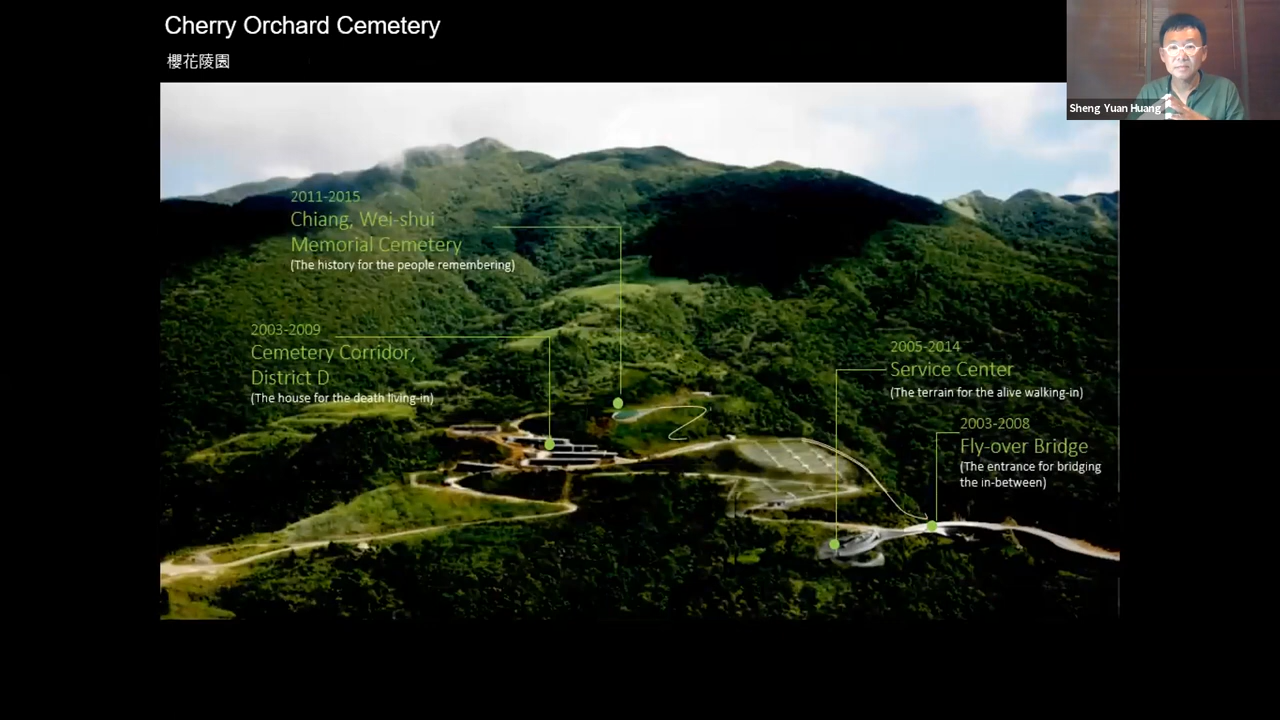 Cherry Orchard Cemetery
櫻花陵園
Sheng Yuan Huang
2011-2015
Chiang, Wei-shui
Memorial Cemetery
(The history for the people remembering)
2003-2009
Cemetery Corridor,
District D
(The house for the death living-in)
2005-2014
Service Center
(The terrain for the alive walking-in)
2003-2008
Fly-over Bridge
(The entrance for bridging
the in-between)